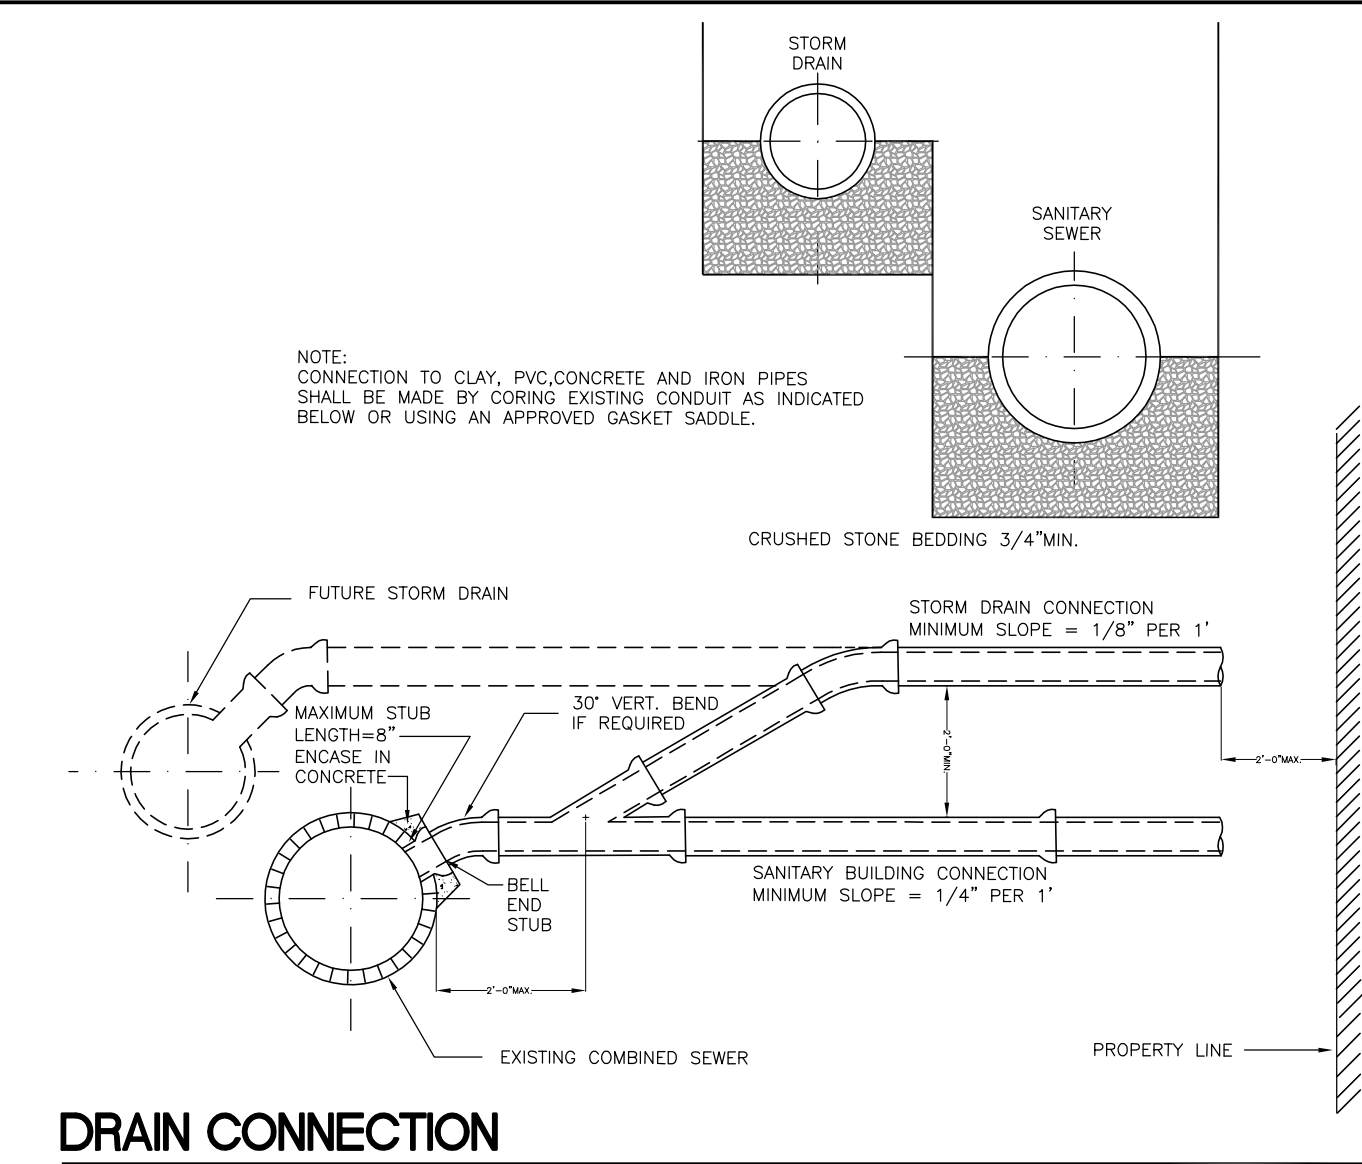 STORM
DRAIN
SANITARY
SEWER
NOTE:
CONNECTION TO CLAY, PVC,CONCRETE AND IRON PIPES
SHALL BE MADE BY CORING EXISTING CONDUIT AS INDICATED
BELOW OR USING AN APPROVED GASKET SADDLE.
CRUSHED STONE BEDDING 3/4"MIN.
FUTURE STORM DRAIN
STORM DRAIN CONNECTION
MINIMUM SLOPE = 1/8" PER 1'
30° VERT. BEND
IF REQUIRED
MAXIMUM STUB
LENGTH=8"
ENCASE IN
CONCRETE
2'-0"MIN.
2'-0"MAX.
SANITARY BUILDING CONNECTION
MINIMUM SLOPE = 1/4" PER 1'
BELL
END
STUB
2'-0"MAX.
EXISTING COMBINED SEWER
PROPERTY LINE
DRAIN CONNECTION